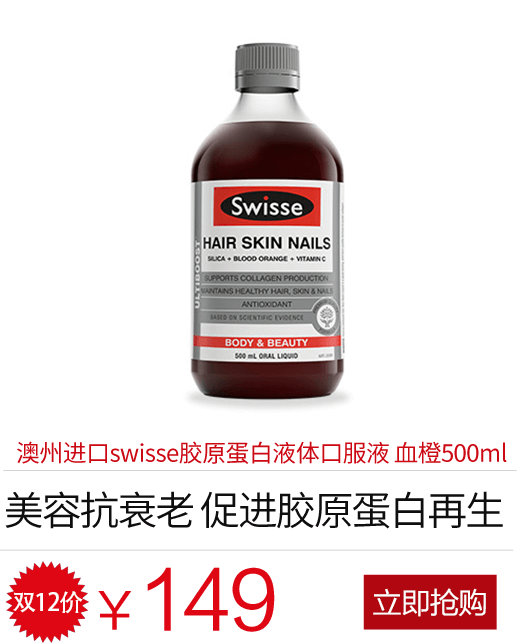 Swisse
ULTIBOOST
HAIR SKIN NAILS
SILICA + BLOOD ORANGE + VITAMIN C
SUPPORTS COLLAGEN PRODUCTION
MAINTAINS HEALTHY HAIR, SKIN & NAILS
ANTIOXIDANT
BASED ON SCIENTIFIC EVIDENCE
BODY & BEAUTY
500 mL ORAL LIQUID
澳州进口swisse胶原蛋白液体口服液 血橙500ml
美容抗衰老 促进胶原蛋白再生
双12价 ¥149 立即抢购